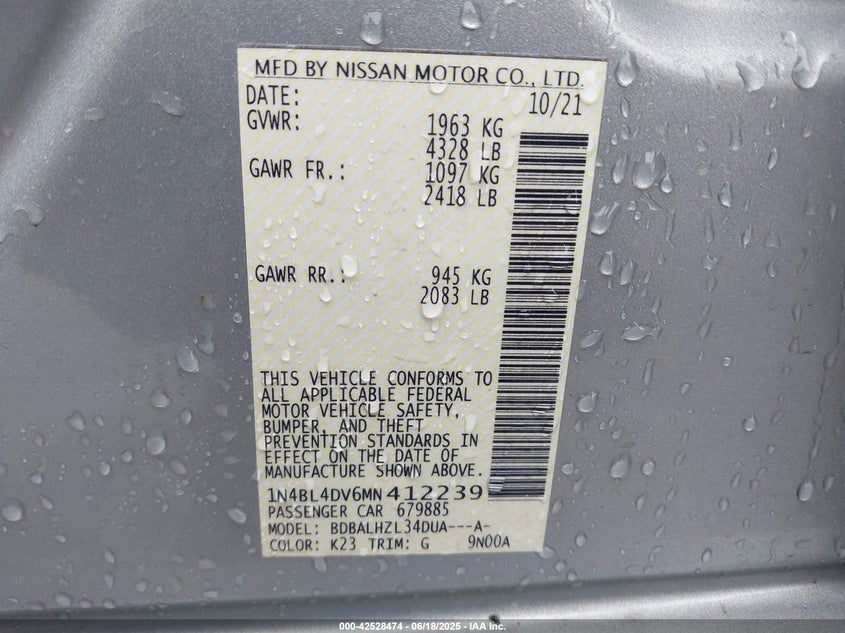 MFD BY NISSAN MOTOR CO., LTD.
DATE: 10/21
GVWR: 1963 KG
4328 LB
GAWR FR.: 1097 KG
2418 LB
GAWR RR.: 945 KG
2083 LB
THIS VEHICLE CONFORMS TO
ALL APPLICABLE FEDERAL
MOTOR VEHICLE SAFETY,
BUMPER, AND THEFT
PREVENTION STANDARDS IN
EFFECT ON THE DATE OF
MANUFACTURE SHOWN ABOVE.
1N4BL4DV6MN412239
PASSENGER CAR 679885
MODEL: BDBALHZL34DUA---A-
COLOR: K23 TRIM: G 9N00A
000-42528474 - 06/18/2025 - IAA Inc.